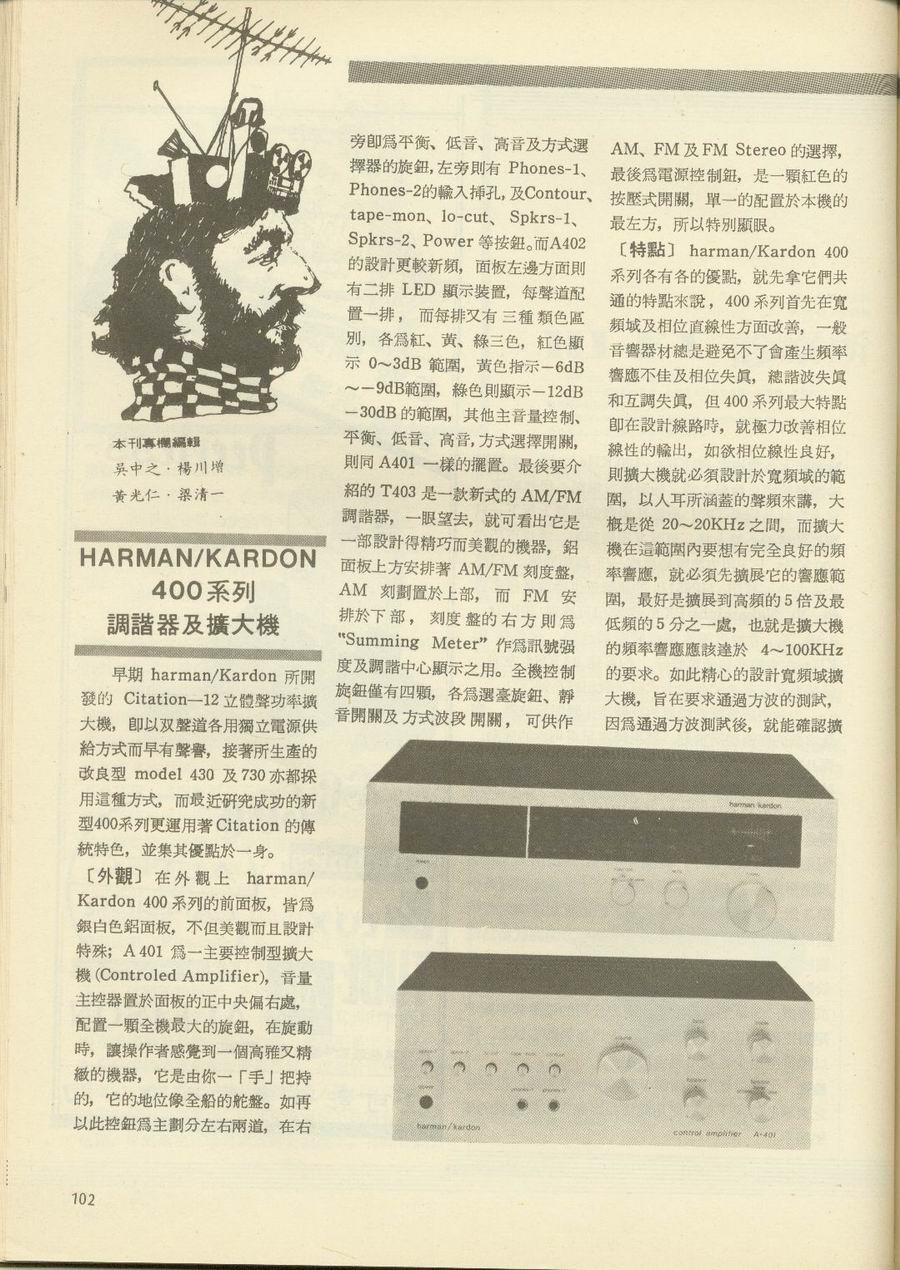 本刊專欄編輯
吳中之·楊川增
黃光仁·梁清一
HARMAN/KARDON
400系列
調諧器及擴大機
早期 harman/Kardon 所開
發的 Citation—12 立體聲功率擴
大機，卽以双聲道各用獨立電源供
給方式而早有聲譽，接著所生產的
改良型 model 430 及730亦都採
用這種方式，而最近硏究成功的新
型400系列更運用著Citation 的傳
統特色，並集其優點於一身。
〔外觀〕在外觀上 harman/
Kardon 400系列的前面板，皆爲
銀白色鋁面板，不但美觀而且設計
特殊；A 401 爲一主要控制型擴大
機(Controled Amplifier)，音量
主控器置於面板的正中央偏右處，
配置一顆全機最大的旋鈕，在旋動
時，讓操作者感覺到一個高雅又精
緻的機器，它是由你一「手」把持
的，它的地位像全船的舵盤。如再
以此控鈕爲主劃分左右兩道，在右
旁卽爲平衡、低音、高音及方式選
擇器的旋鈕，左旁則有 Phones-1、
Phones-2的輸入揷孔，及Contour、
tape-mon、lo-cut、 Spkrs-1、
Spkrs-2、Power 等按鈕。而A402
的設計更較新頻，面板左邊方面則
有二排 LED 顯示裝置，每聲道配
置一排，而每排又有三種類色區
別，各爲紅、黃、綠三色，紅色顯
示 0～3dB 範圍，黃色指示－6dB
～－9dB範圍，綠色則顯示－12dB
－30dB的範圍，其他主音量控制、
平衡、低音、高音，方式選擇開關，
則同 A401 一樣的擺置。最後要介
紹的 T403 是一款新式的 AM/FM
調諧器，一眼望去，就可看出它是
一部設計得精巧而美觀的機器，鋁
面板上方安排著 AM/FM 刻度盤，
AM 刻劃置於上部，而 FM 安
排於下部，刻度盤的右方則爲
“Summing Meter” 作爲訊號强
度及調諧中心顯示之用。全機控制
旋鈕僅有四顆，各爲選臺旋鈕、靜
音開關及方式波段開關，可供作
AM、FM及FM Stereo的選擇，
最後爲電源控制鈕，是一顆紅色的
按壓式開關，單一的配置於本機的
最左方，所以特別顯眼。
〔特點〕 harman/Kardon 400
系列各有各的優點，就先拿它們共
通的特點來說，400 系列首先在寬
頻域及相位直線性方面改善，一般
音響器材總是避免不了會產生頻率
響應不佳及相位失眞，總諧波失眞
和互調失眞，但 400 系列最大特點
卽在設計線路時，就極力改善相位
線性的輸出，如欲相位線性良好，
則擴大機就必須設計於寬頻域的範
圍，以人耳所涵蓋的聲頻來講，大
概是從 20～20KHz 之間，而擴大
機在這範圍內要想有完全良好的頻
率響應，就必須先擴展它的響應範
圍，最好是擴展到高頻的5倍及最
低頻的5分之一處，也就是擴大機
的頻率響應應該達於 4～100KHz
的要求。如此精心的設計寬頻域擴
大機，旨在要求通過方波的測試，
因爲通過方波測試後，就能確認擴
harman kardon
harman/kardon
control amplifier A-401
102